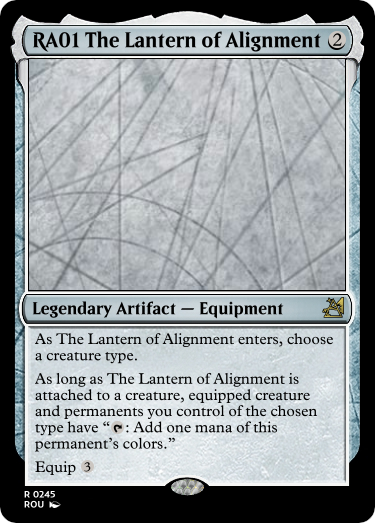 RA01 The Lantern of Alignment 2
Legendary Artifact — Equipment
As The Lantern of Alignment enters, choose
a creature type.
As long as The Lantern of Alignment is
attached to a creature, equipped creature
and permanents you control of the chosen
type have “: Add one mana of this
permanent’s colors.”
Equip 3
R 0245
ROU